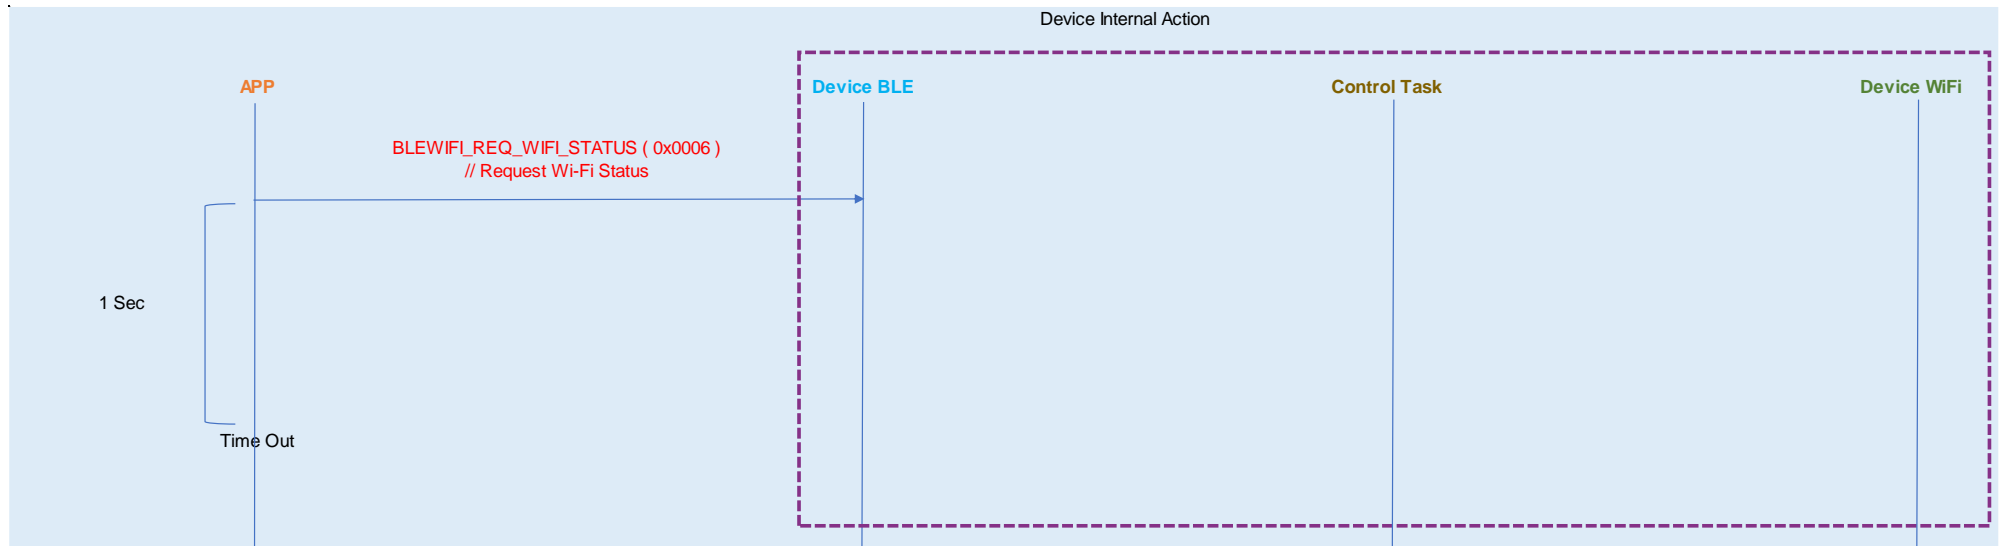 Device Internal Action
APP
Device BLE
Control Task
Device WiFi
BLEWIFI_REQ_WIFI_STATUS ( 0x0006 )
// Request Wi-Fi Status
1 Sec
Time Out